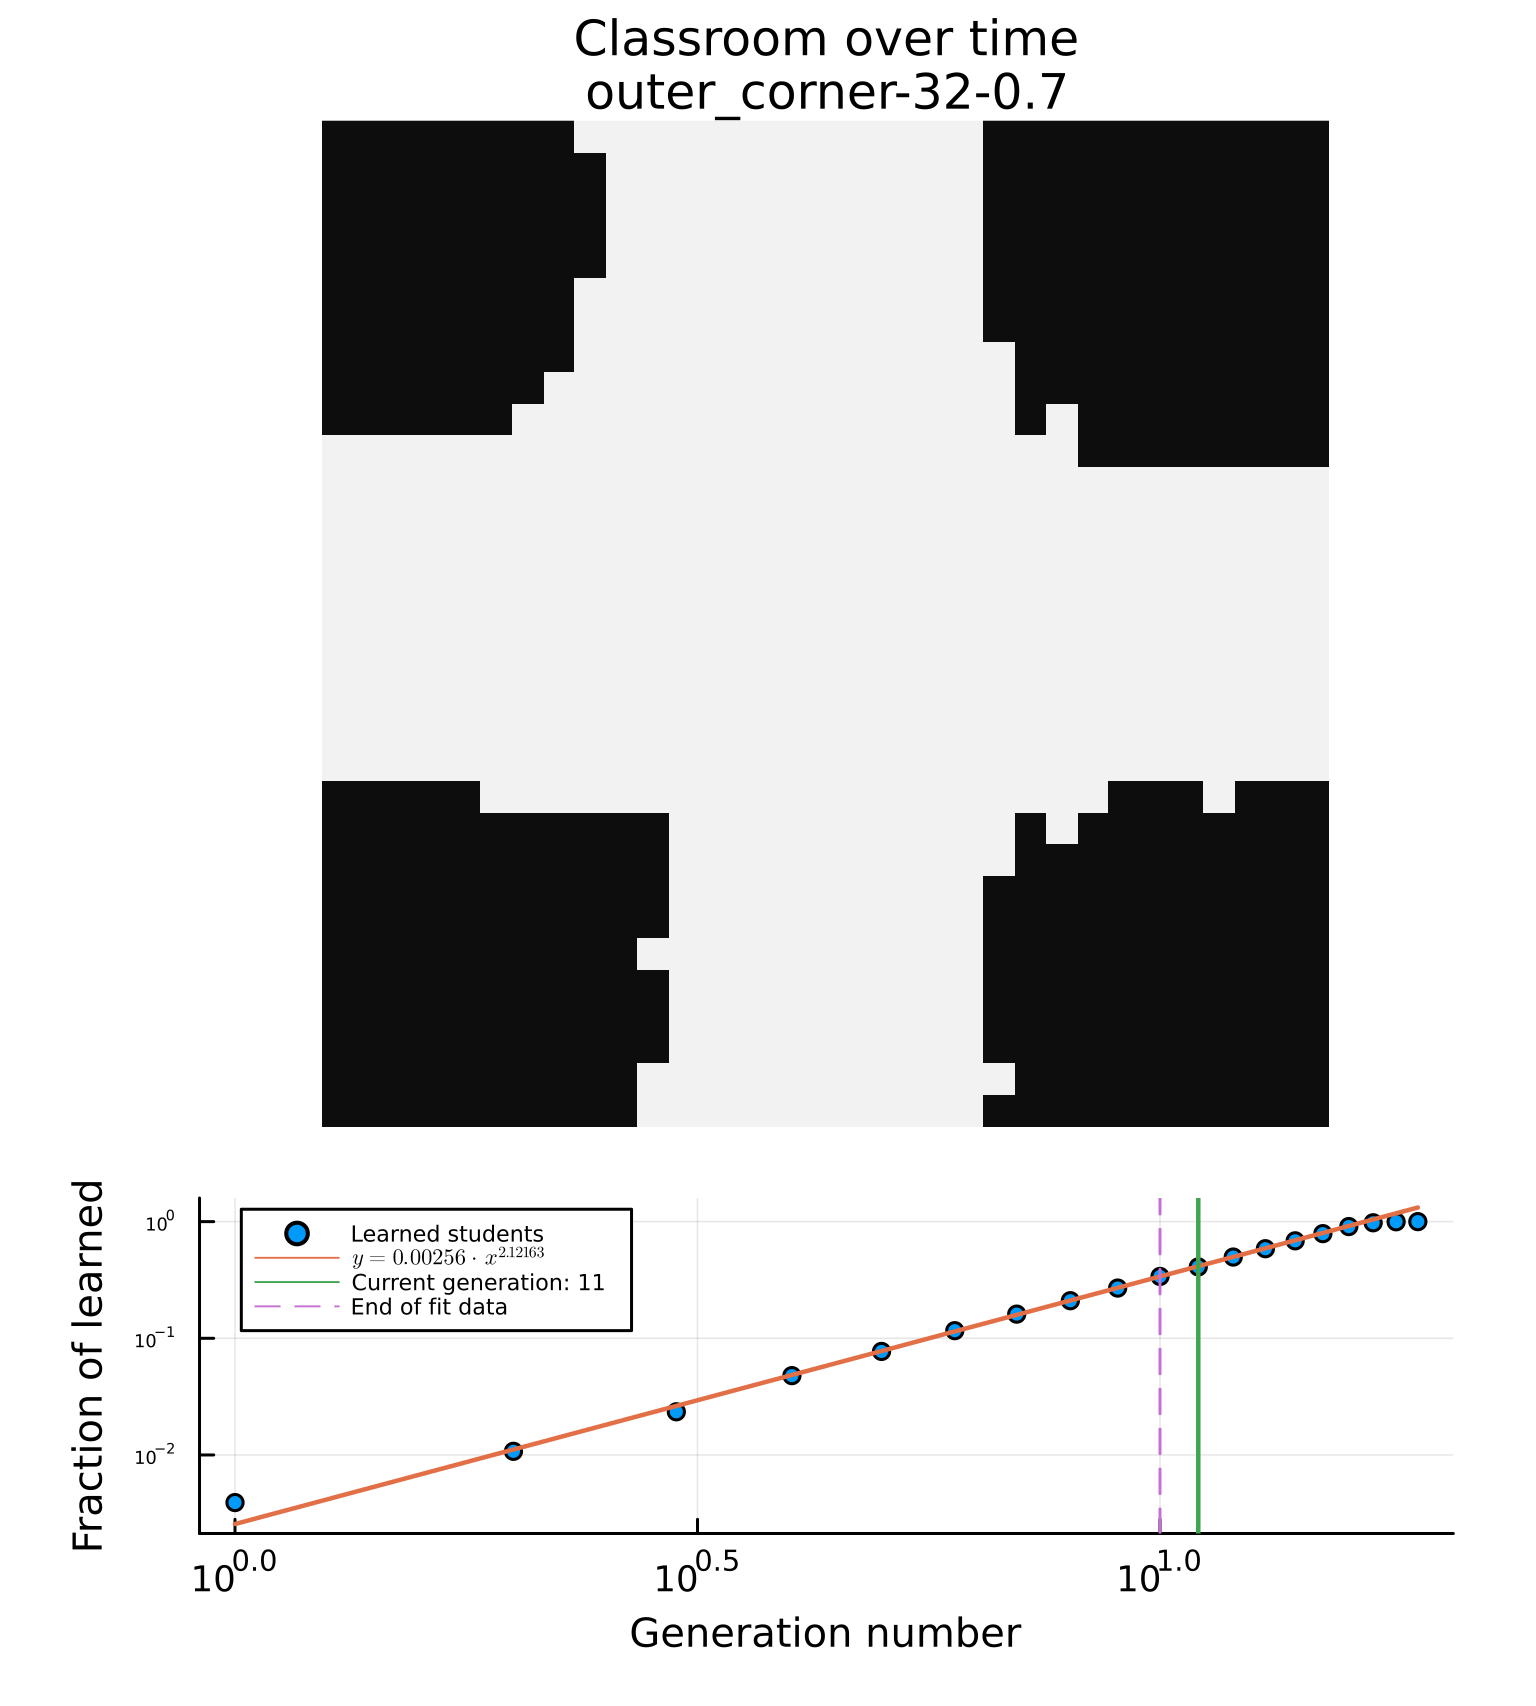 Classroom over time
outer_corner-32-0.7
Fraction of learned
10^0
10^-1
10^-2
Learned students
y = 0.00256 · x^2.12163
Current generation: 11
End of fit data
10^0.0
10^0.5
10^1.0
Generation number